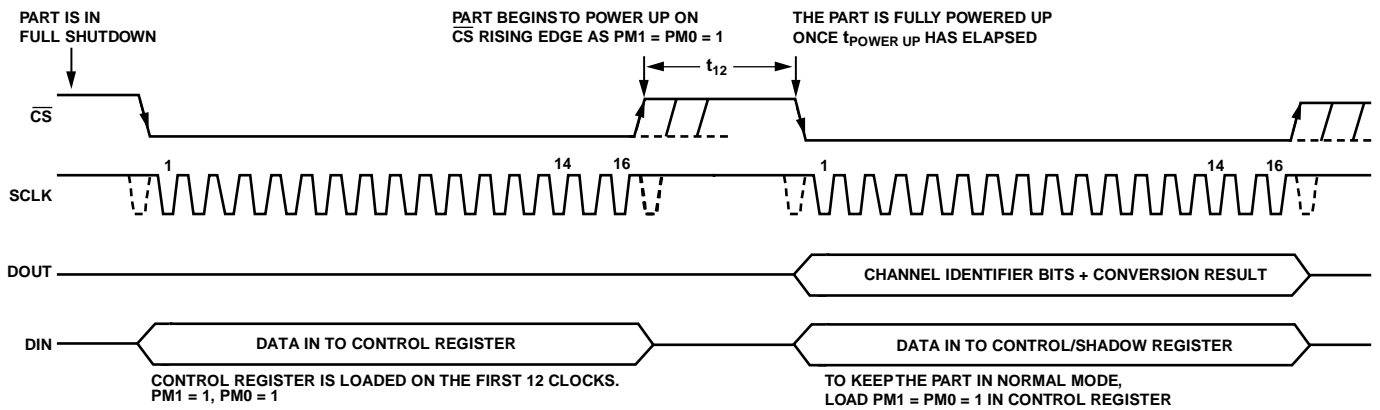 PART IS IN
FULL SHUTDOWN
PART BEGINS TO POWER UP ON
CS RISING EDGE AS PM1 = PM0 = 1
THE PART IS FULLY POWERED UP
ONCE tPOWER UP HAS ELAPSED
t12
CS
1 14 16 1 14 16
SCLK
DOUT
CHANNEL IDENTIFIER BITS + CONVERSION RESULT
DIN
DATA IN TO CONTROL REGISTER
DATA IN TO CONTROL/SHADOW REGISTER
CONTROL REGISTER IS LOADED ON THE FIRST 12 CLOCKS.
PM1 = 1, PM0 = 1
TO KEEP THE PART IN NORMAL MODE,
LOAD PM1 = PM0 = 1 IN CONTROL REGISTER